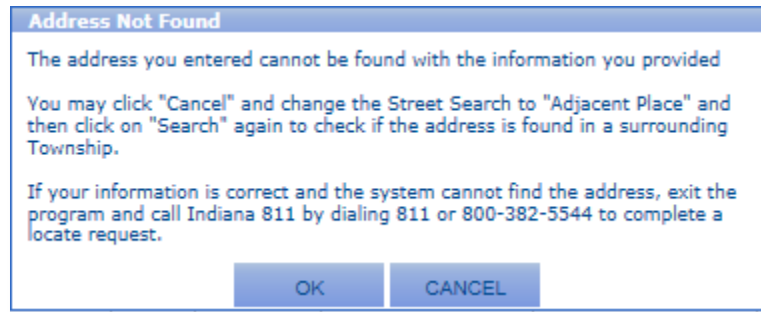 Address Not Found
The address you entered cannot be found with the information you provided
You may click "Cancel" and change the Street Search to "Adjacent Place" and
then click on "Search" again to check if the address is found in a surrounding
Township.
If your information is correct and the system cannot find the address, exit the
program and call Indiana 811 by dialing 811 or 800-382-5544 to complete a
locate request.
OK CANCEL